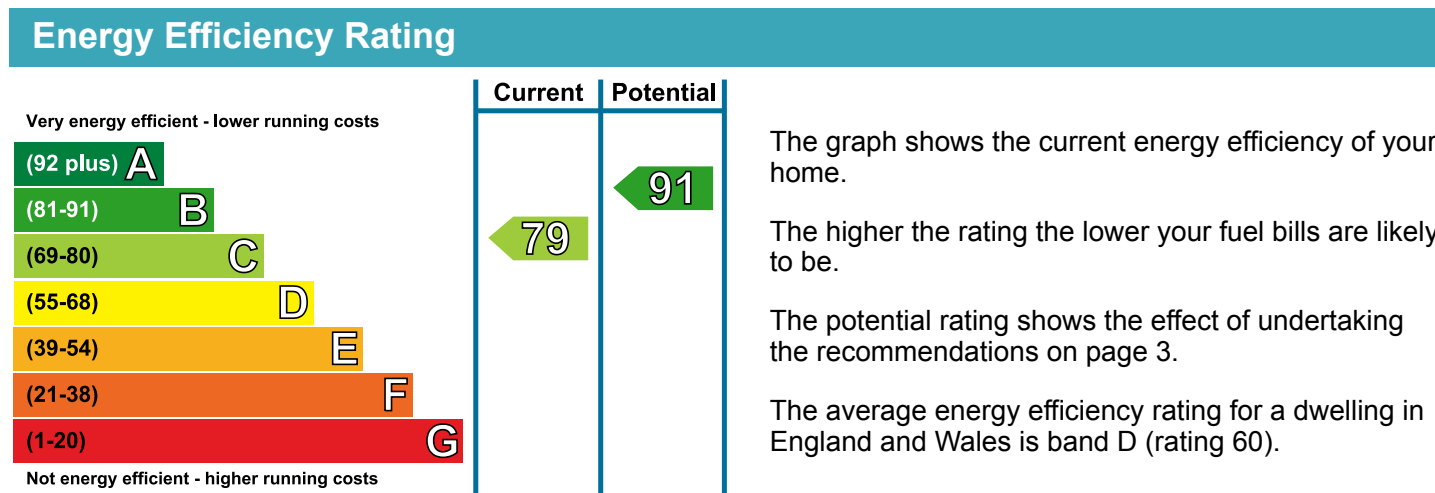 Energy Efficiency Rating
Current Potential
Very energy efficient - lower running costs
(92 plus) A
(81-91) B
(69-80) C
(55-68) D
(39-54) E
(21-38) F
(1-20) G
Not energy efficient - higher running costs
79
91
The graph shows the current energy efficiency of your
home.
The higher the rating the lower your fuel bills are likely
to be.
The potential rating shows the effect of undertaking
the recommendations on page 3.
The average energy efficiency rating for a dwelling in
England and Wales is band D (rating 60).